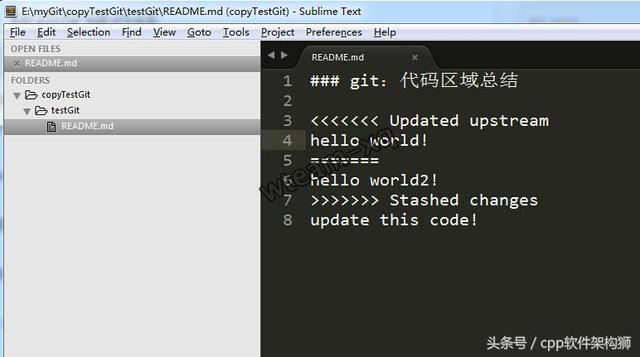 E:\myGit\copyTestGit\testGit\README.md (copyTestGit) - Sublime Text
File Edit Selection Find View Goto Tools Project Preferences Help
OPEN FILES
× README.md
FOLDERS
copyTestGit
testGit
README.md
README.md ×
1 ### git：代码区域总结
2
3 <<<<<<< Updated upstream
4 hello world!
5 =======
6 hello world2!
7 >>>>>>> Stashed changes
8 update this code!
wteam-xq
头条号 / cpp软件架构狮